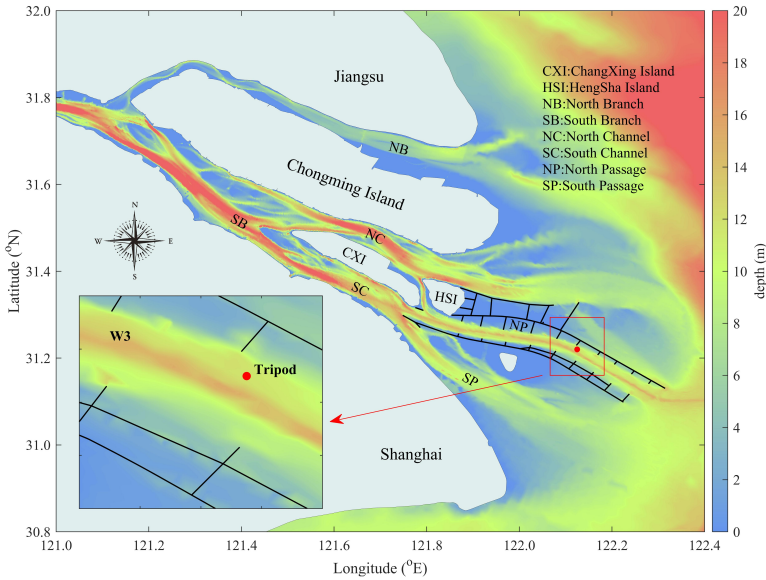 32.0
31.8
31.6
31.4
31.2
31.0
30.8
Latitude (°N)
121.0
121.2
121.4
121.6
121.8
122.0
122.2
122.4
Longitude (°E)
Jiangsu
Chongming Island
Shanghai
NB
SB
NC
CXI
SC
HSI
NP
SP
CXI:ChangXing Island
HSI:HengSha Island
NB:North Branch
SB:South Branch
NC:North Channel
SC:South Channel
NP:North Passage
SP:South Passage
N
W
E
S
W3
Tripod
20
18
16
14
12
10
8
6
4
2
0
depth (m)